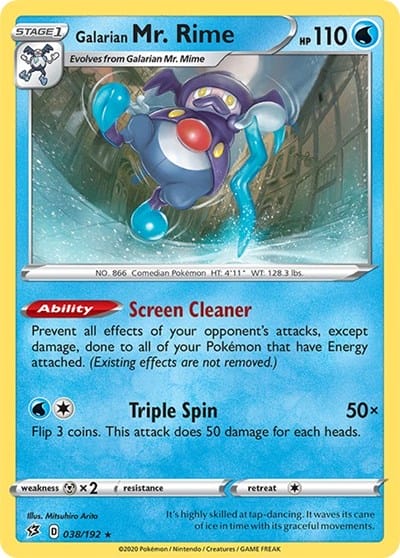 STAGE 1
Galarian Mr. Rime
HP 110
Evolves from Galarian Mr. Mime
NO. 866 Comedian Pokémon HT: 4'11" WT: 128.3 lbs.
Ability Screen Cleaner
Prevent all effects of your opponent's attacks, except
damage, done to all of your Pokémon that have Energy
attached. (Existing effects are not removed.)
Triple Spin 50×
Flip 3 coins. This attack does 50 damage for each heads.
weakness ×2 resistance retreat
Illus. Mitsuhiro Arita
D 038/192 ★
It's highly skilled at tap-dancing. It waves its cane
of ice in time with its graceful movements.
©2020 Pokémon / Nintendo / Creatures / GAME FREAK